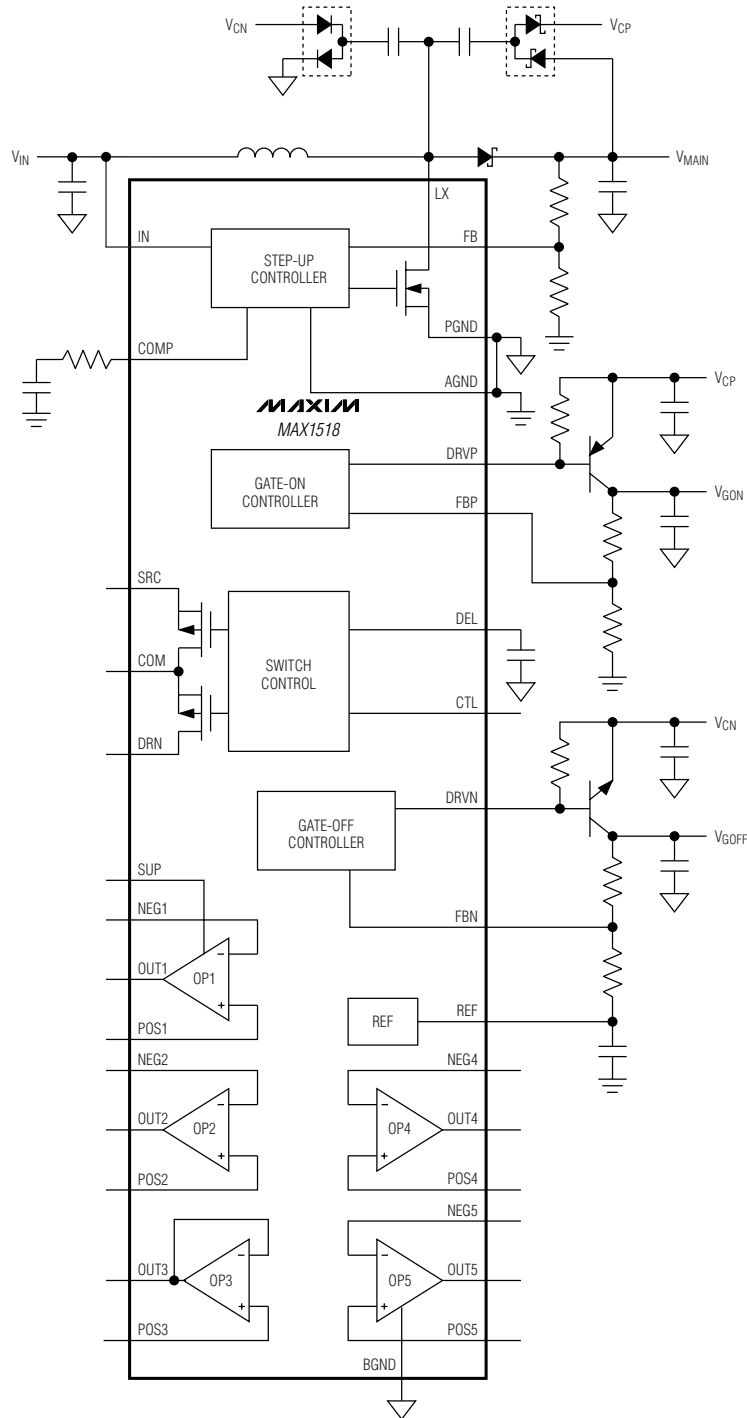 VCN
VCP
VIN
VMAIN
LX
IN
STEP-UP
CONTROLLER
FB
PGND
COMP
AGND
MAXIM
MAX1518
VCP
DRVP
GATE-ON
CONTROLLER
VGON
FBP
SRC
DEL
COM
SWITCH
CONTROL
CTL
DRN
VCN
DRVN
GATE-OFF
CONTROLLER
VGOFF
SUP
NEG1
FBN
-
OUT1
OP1
+
REF
REF
POS1
NEG2
NEG4
-
-
OUT2
OP2
OP4
OUT4
+
+
POS2
POS4
NEG5
-
-
OUT3
OP3
OP5
OUT5
+
+
POS3
POS5
BGND